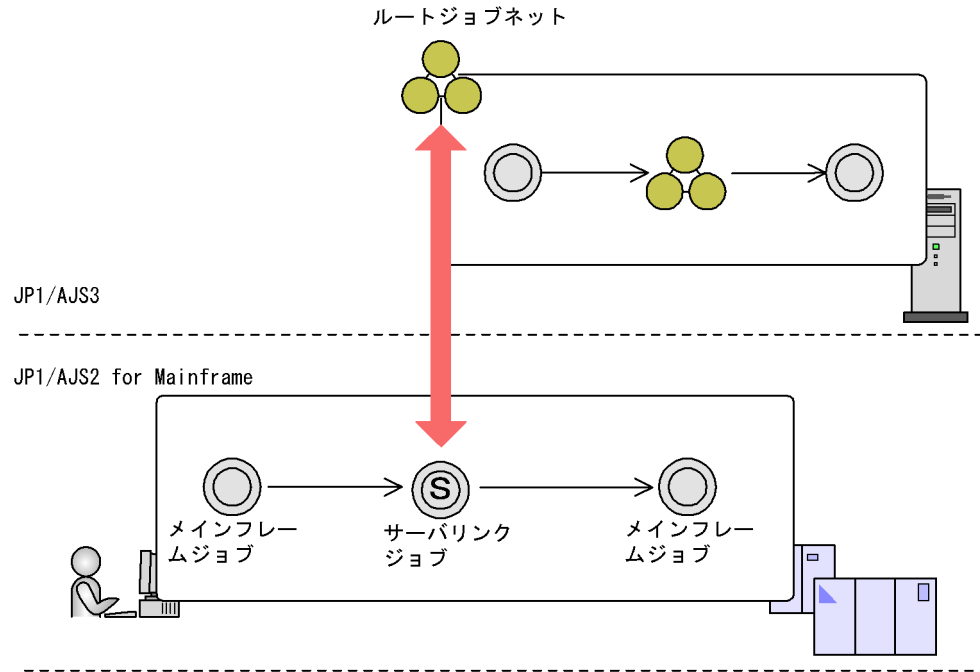 ルートジョブネット
JP1/AJS3
JP1/AJS2 for Mainframe
S
メインフレー
ムジョブ
サーバリンク
ジョブ
メインフレー
ムジョブ